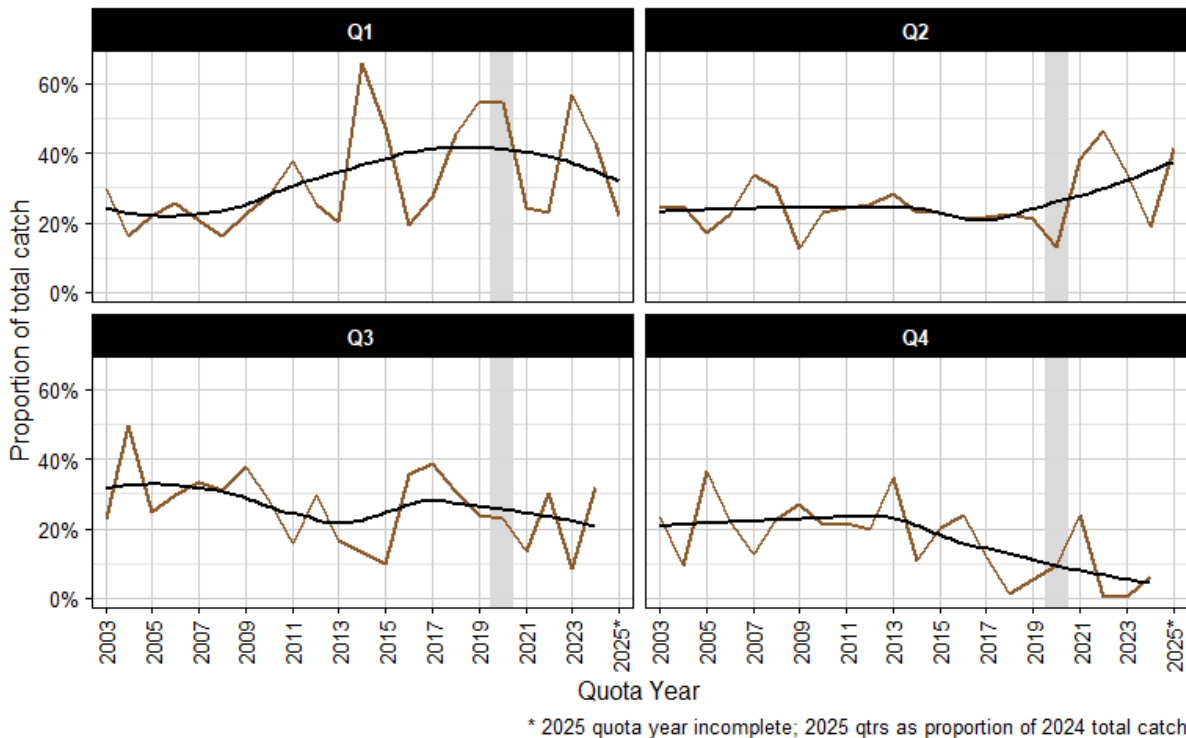 Q1
Q2
60%
40%
20%
0%
Q3
Q4
60%
40%
20%
0%
Proportion of total catch
2003 2005 2007 2009 2011 2013 2015 2017 2019 2021 2023 2025*
2003 2005 2007 2009 2011 2013 2015 2017 2019 2021 2023 2025*
Quota Year
* 2025 quota year incomplete; 2025 qtrs as proportion of 2024 total catch